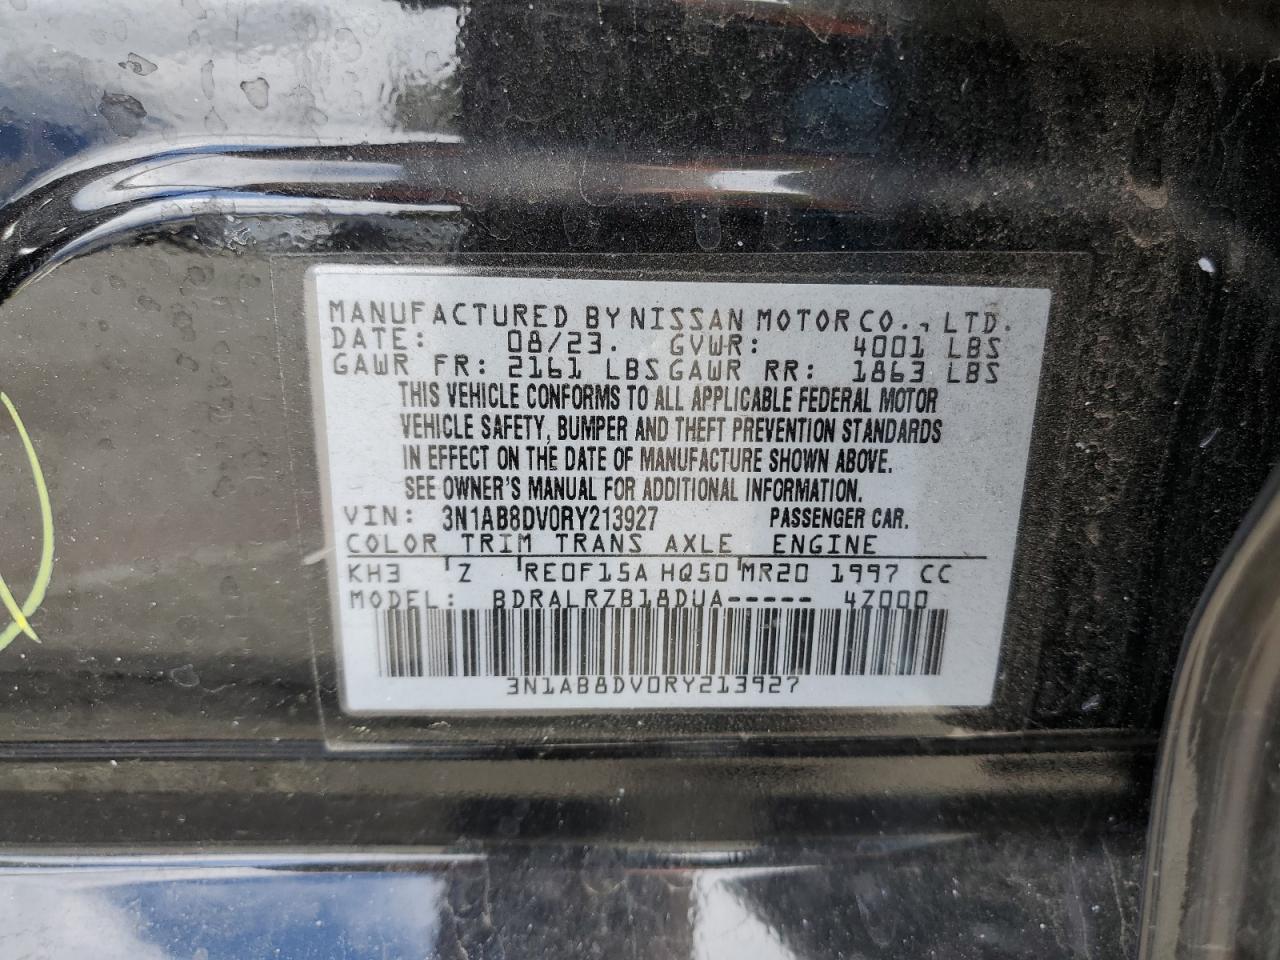 MANUFACTURED BY NISSAN MOTOR CO., LTD.
DATE: 08/23. GVWR: 4001 LBS
GAWR FR: 2161 LBS GAWR RR: 1863 LBS
THIS VEHICLE CONFORMS TO ALL APPLICABLE FEDERAL MOTOR
VEHICLE SAFETY, BUMPER AND THEFT PREVENTION STANDARDS
IN EFFECT ON THE DATE OF MANUFACTURE SHOWN ABOVE.
SEE OWNER'S MANUAL FOR ADDITIONAL INFORMATION.
VIN: 3N1AB8DV0RY213927 PASSENGER CAR.
COLOR TRIM TRANS AXLE ENGINE
KH3 Z RE0F15A HQ50 MR20 1997 CC
MODEL: BDRALRZB18DUA----- 4Z000
3N1AB8DV0RY213927